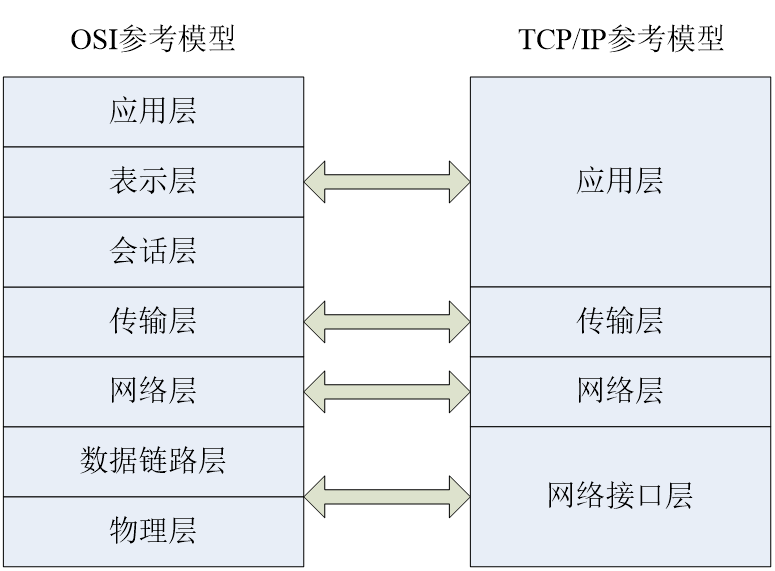 OSI参考模型
TCP/IP参考模型
应用层
表示层
会话层
传输层
网络层
数据链路层
物理层
应用层
传输层
网络层
网络接口层